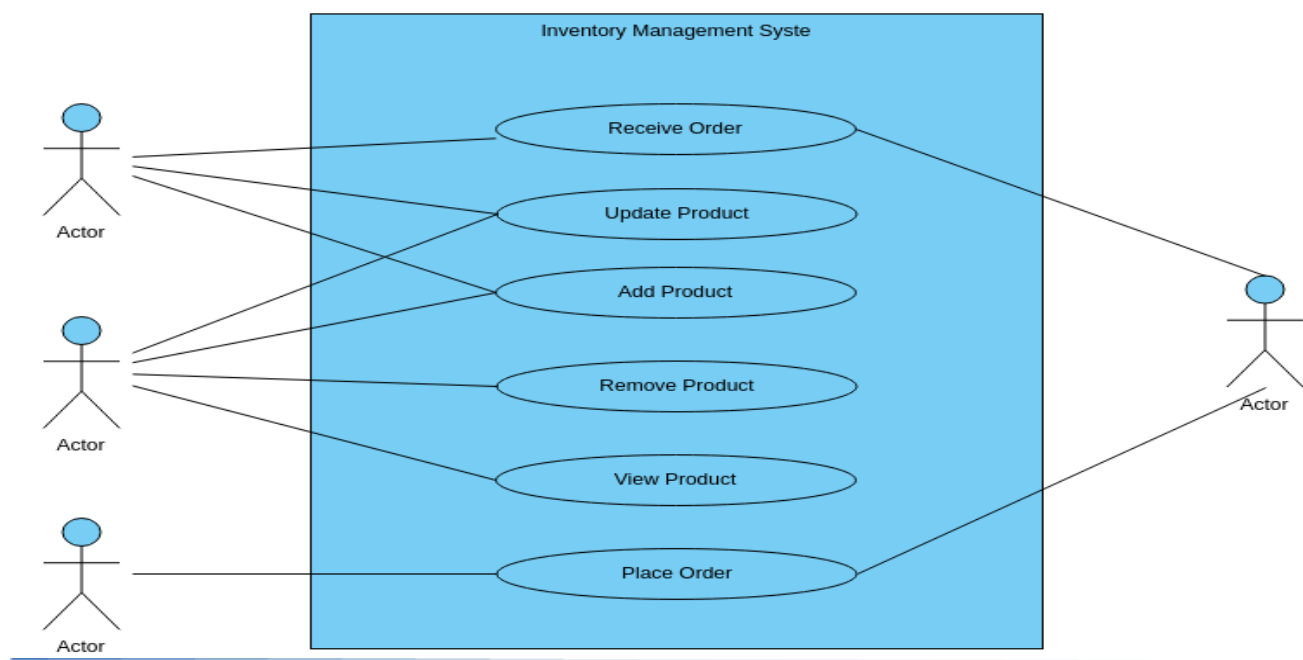 Inventory Management Syste
Receive Order
Update Product
Actor
Add Product
Remove Product
Actor
Actor
View Product
Place Order
Actor